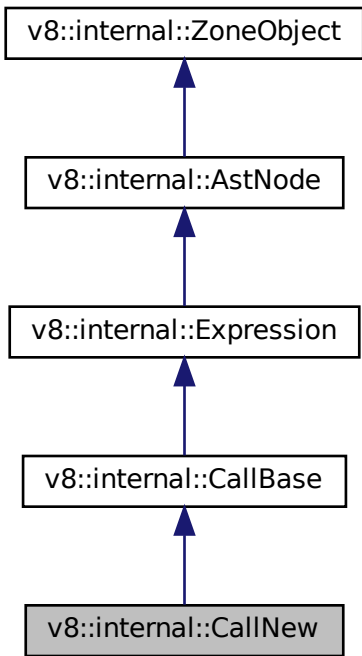 v8::internal::ZoneObject
v8::internal::AstNode
v8::internal::Expression
v8::internal::CallBase
v8::internal::CallNew